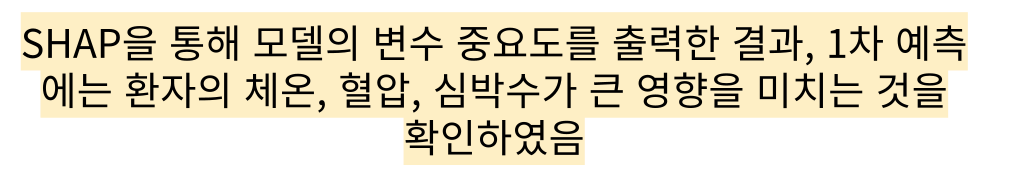 SHAP을 통해 모델의 변수 중요도를 출력한 결과, 1차 예측
에는 환자의 체온, 혈압, 심박수가 큰 영향을 미치는 것을
확인하였음